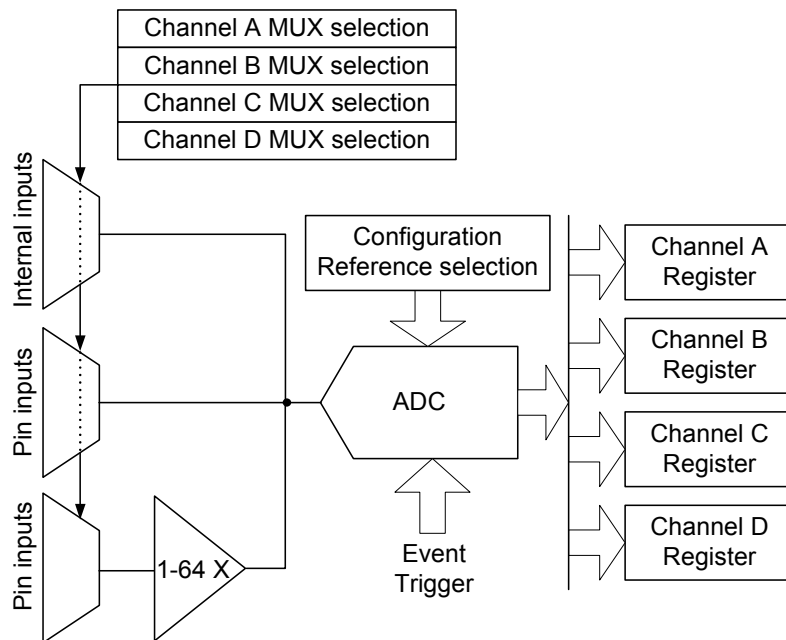 Channel A MUX selection
Channel B MUX selection
Channel C MUX selection
Channel D MUX selection
Internal inputs
Pin inputs
Pin inputs
1-64 X
Configuration
Reference selection
ADC
Event
Trigger
Channel A
Register
Channel B
Register
Channel C
Register
Channel D
Register